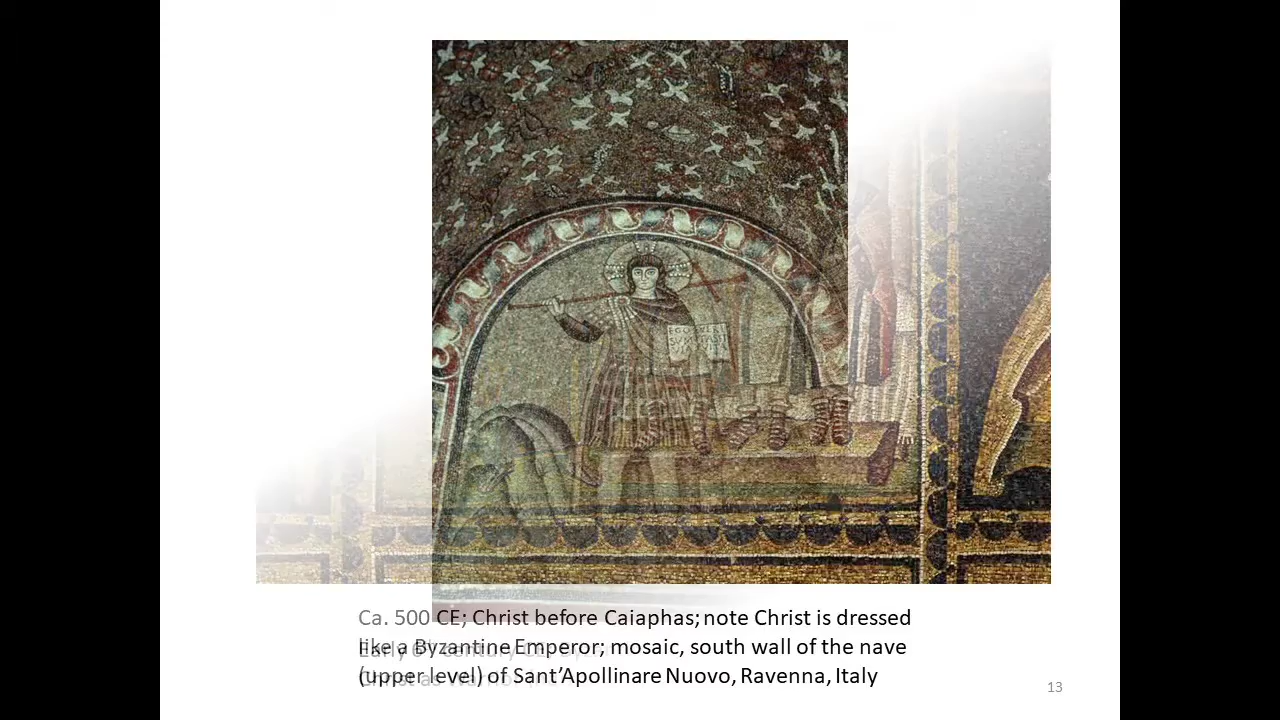 EGO
Ca. 500 CE; Christ before Caiaphas; note Christ is dressed
like a Byzantine Emperor; mosaic, south wall of the nave
(upper level) of Sant’Apollinare Nuovo, Ravenna, Italy
13